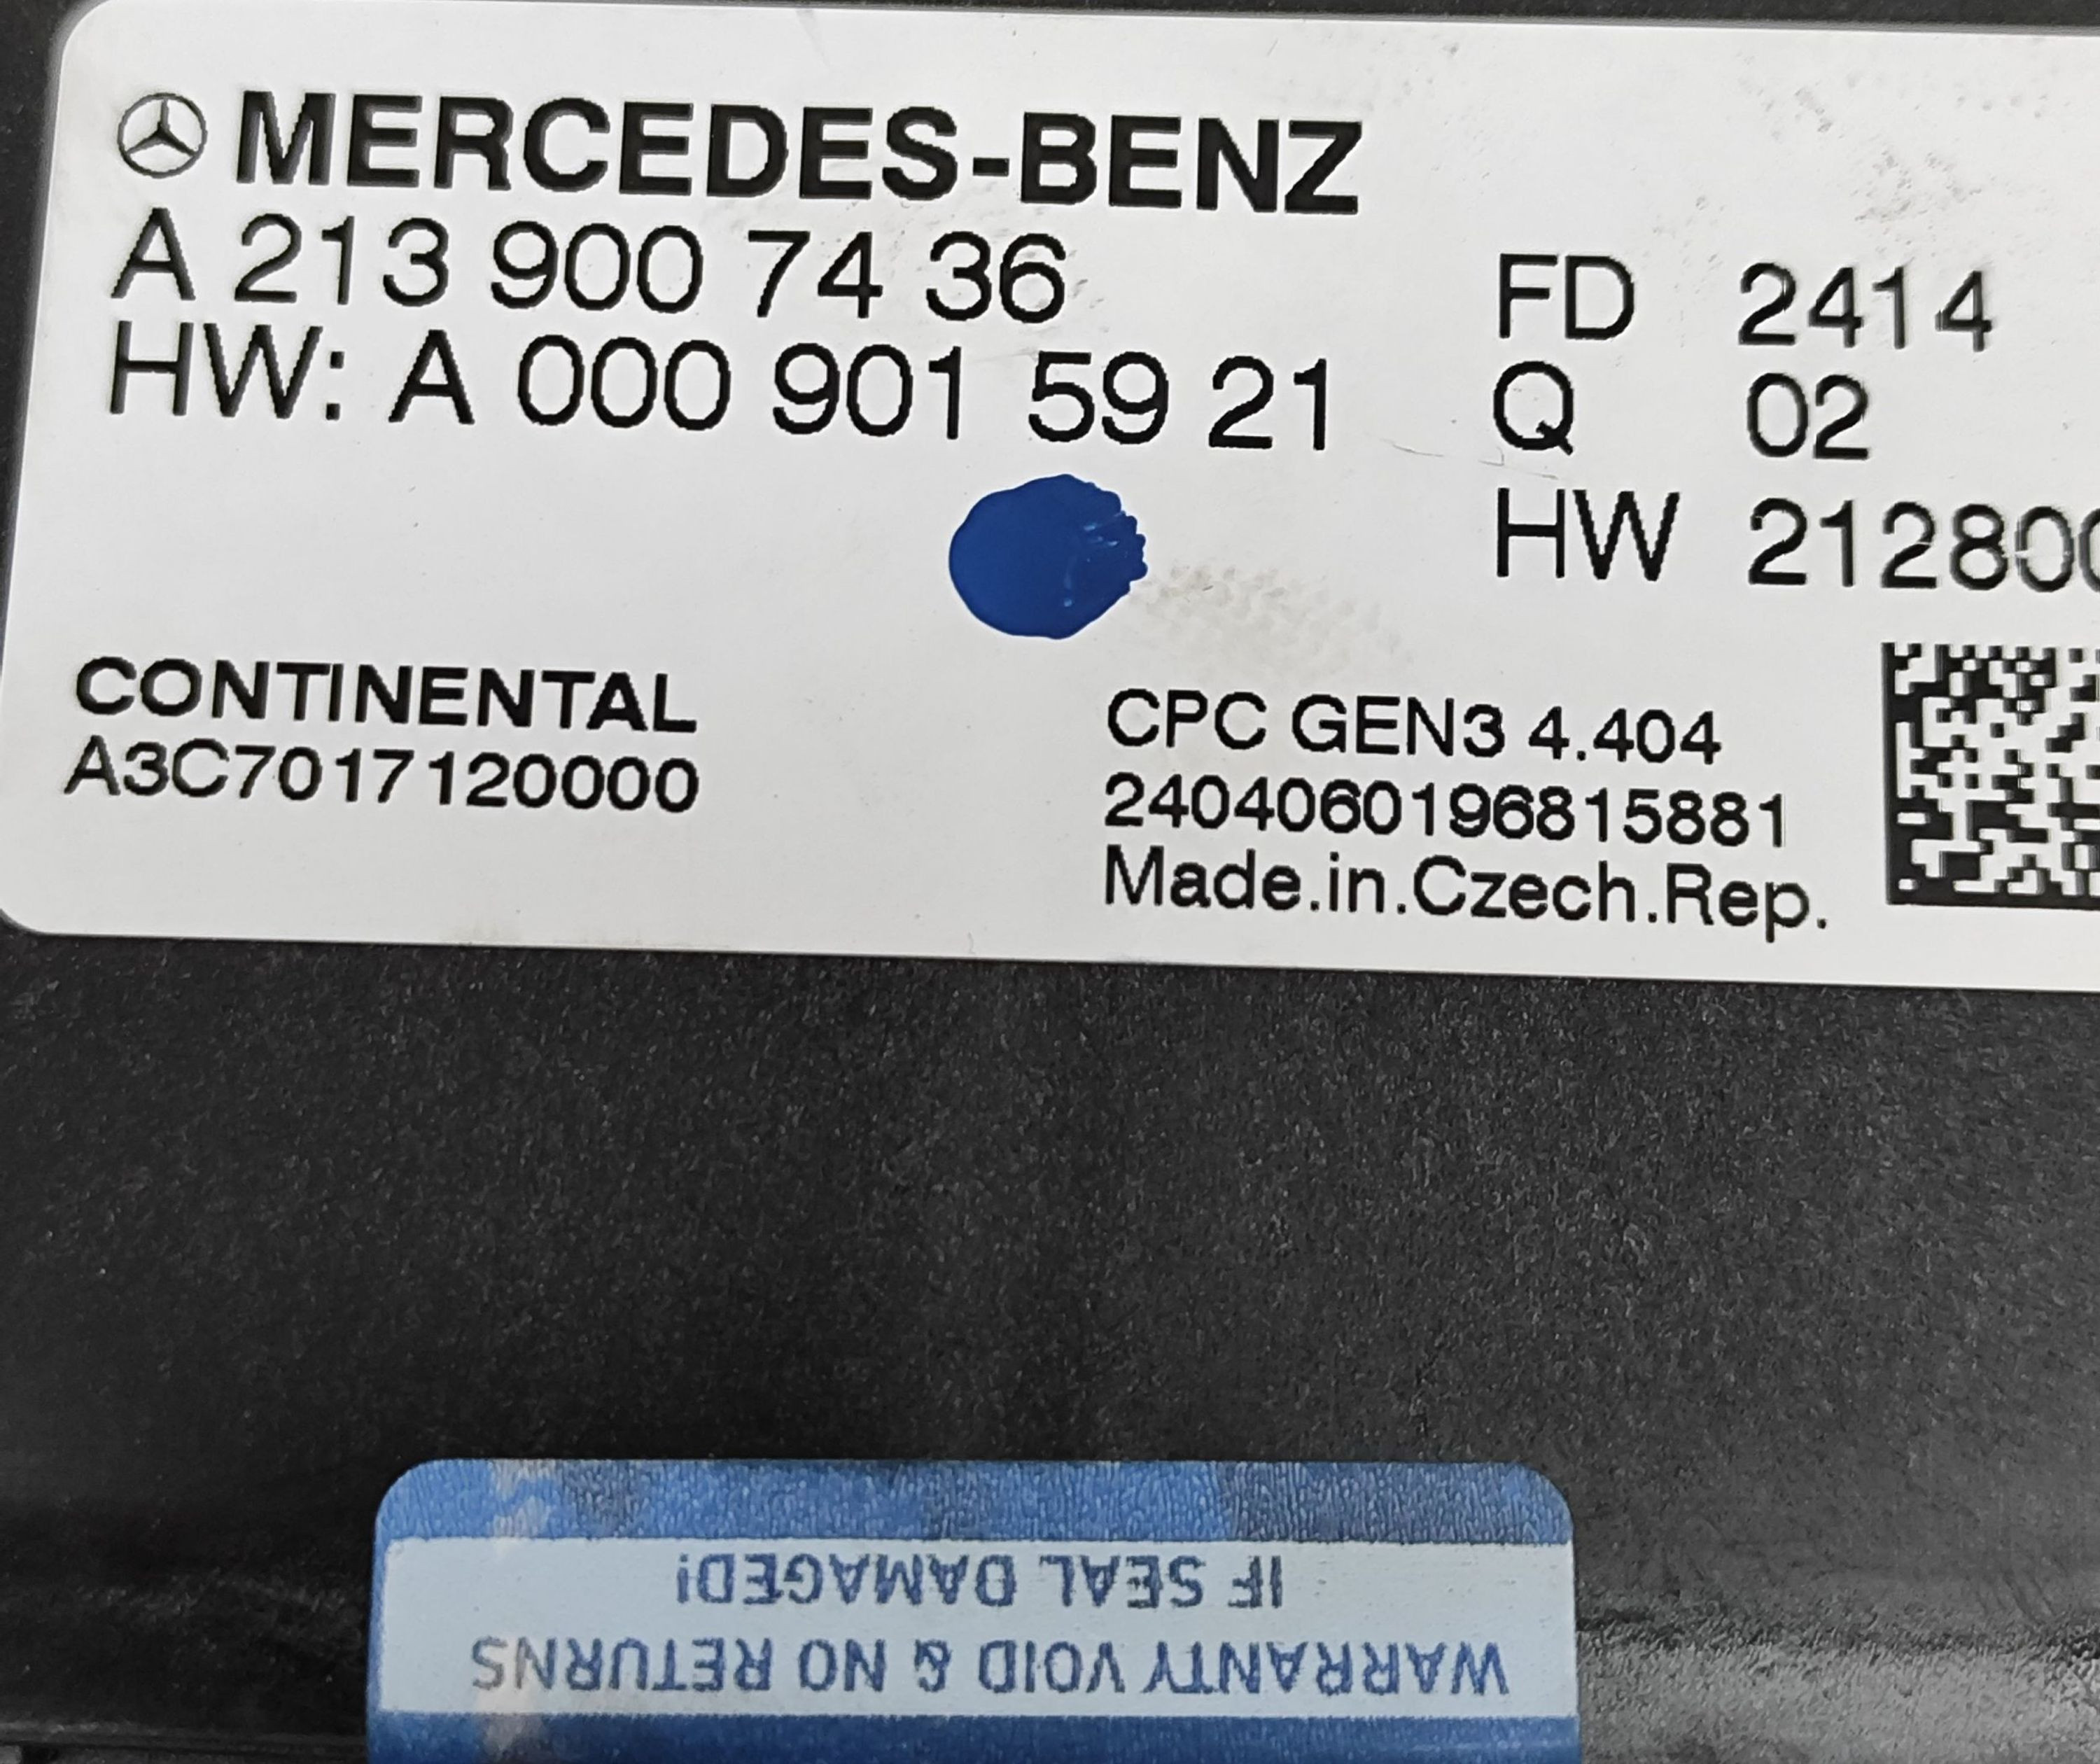 MERCEDES-BENZ
A 213 900 74 36
HW: A 000 901 59 21
FD 2414
Q 02
HW 212800
CONTINENTAL
A3C7017120000
CPC GEN3 4.404
2404060196815881
Made.in.Czech.Rep.
WARRANTY VOID & NO RETURNS
IF SEAL DAMAGED!